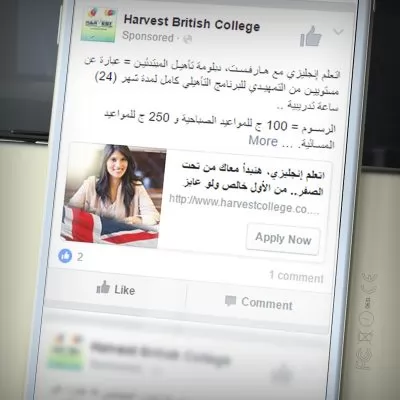 Harvest British College
Sponsored ·
اتعلم إنجليزي مع هارفست، دبلومة تأهيل المبتدئين = عبارة عن
مستويين من التمهيدي للبرنامج التأهيلي كامل لمدة شهر (24)
ساعة تدريبية ..
الرسوم = 100 ج للمواعيد الصباحية و 250 ج للمواعيد
المسائية. ... More
اتعلم إنجليزي، هنبدأ معاك من تحت
الصفر.. من الأول خالص ولو عايز
http://www.harvestcollege.co....
Apply Now
2
1 comment
Like
Comment
Harvest British College